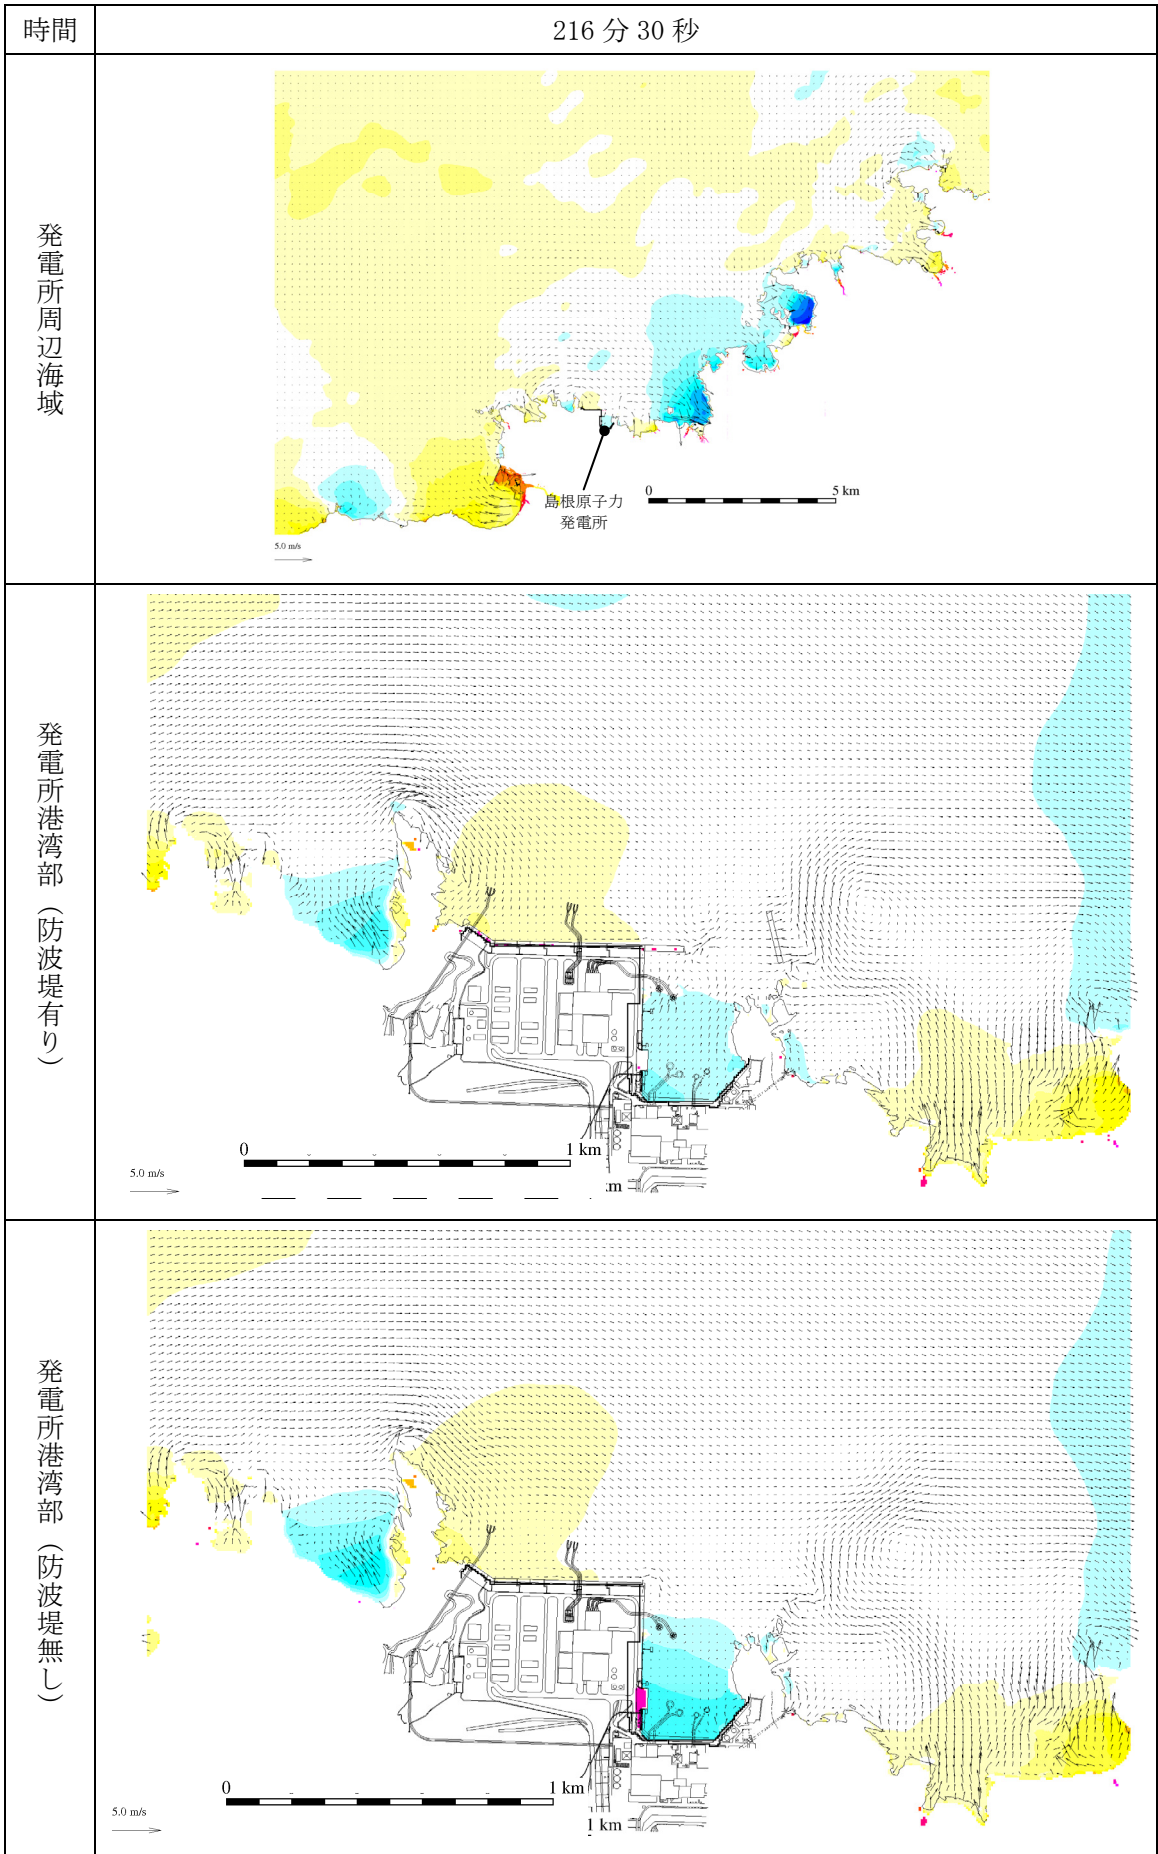 時間
216 分 30 秒
発電所周辺海域
島根原子力
発電所
0
5 km
5.0 m/s
発電所港湾部（防波堤有り）
0
1 km
5.0 m/s
km
発電所港湾部（防波堤無し）
0
1 km
5.0 m/s
1 km